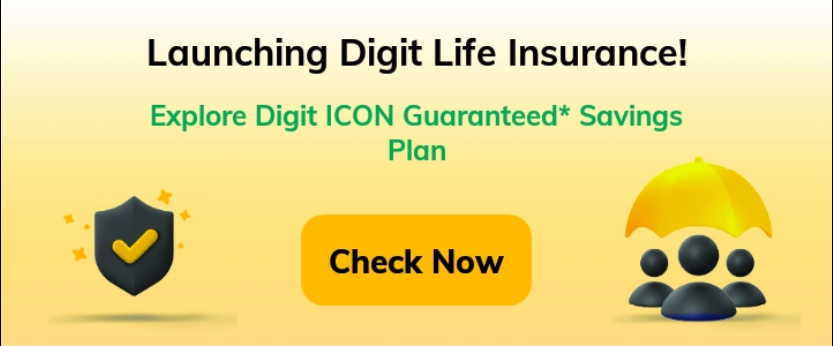 Launching Digit Life Insurance!
Explore Digit ICON Guaranteed* Savings
Plan
Check Now